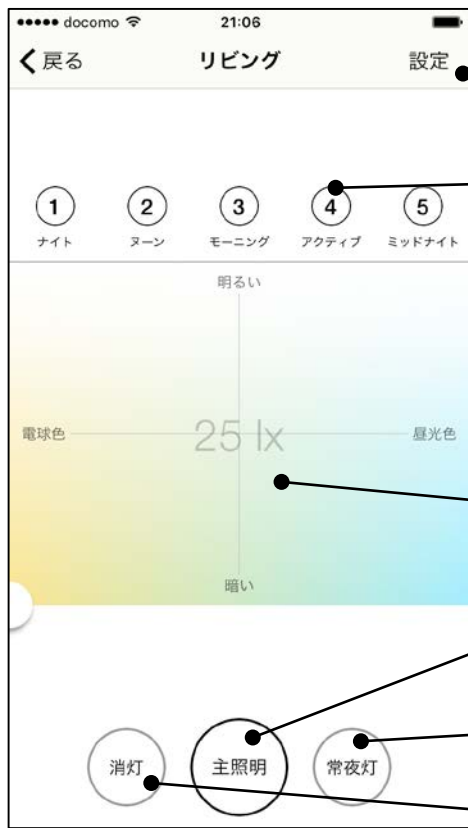 docomo 21:06
戻る リビング 設定
1 2 3 4 5
ナイト ヌーン モーニング アクティブ ミッドナイト
明るい
電球色 25 lx 昼光色
暗い
消灯 主照明 常夜灯